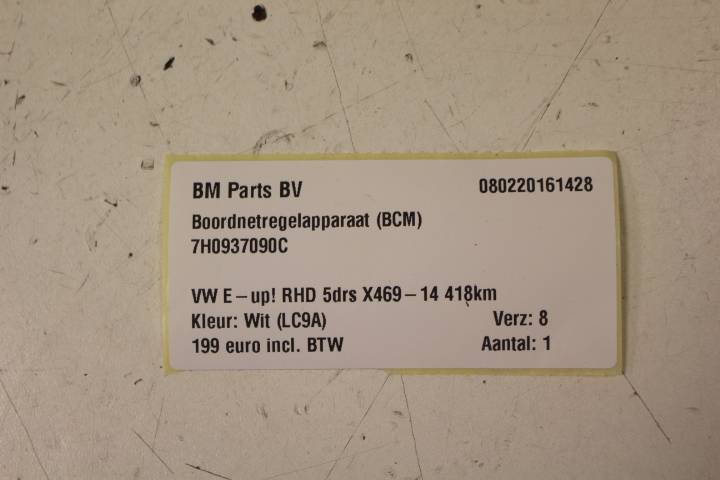 BM Parts BV 080220161428
Boordnetregelapparaat (BCM)
7H0937090C
VW E-up! RHD 5drs X469-14 418km
Kleur: Wit (LC9A) Verz: 8
199 euro incl. BTW Aantal: 1